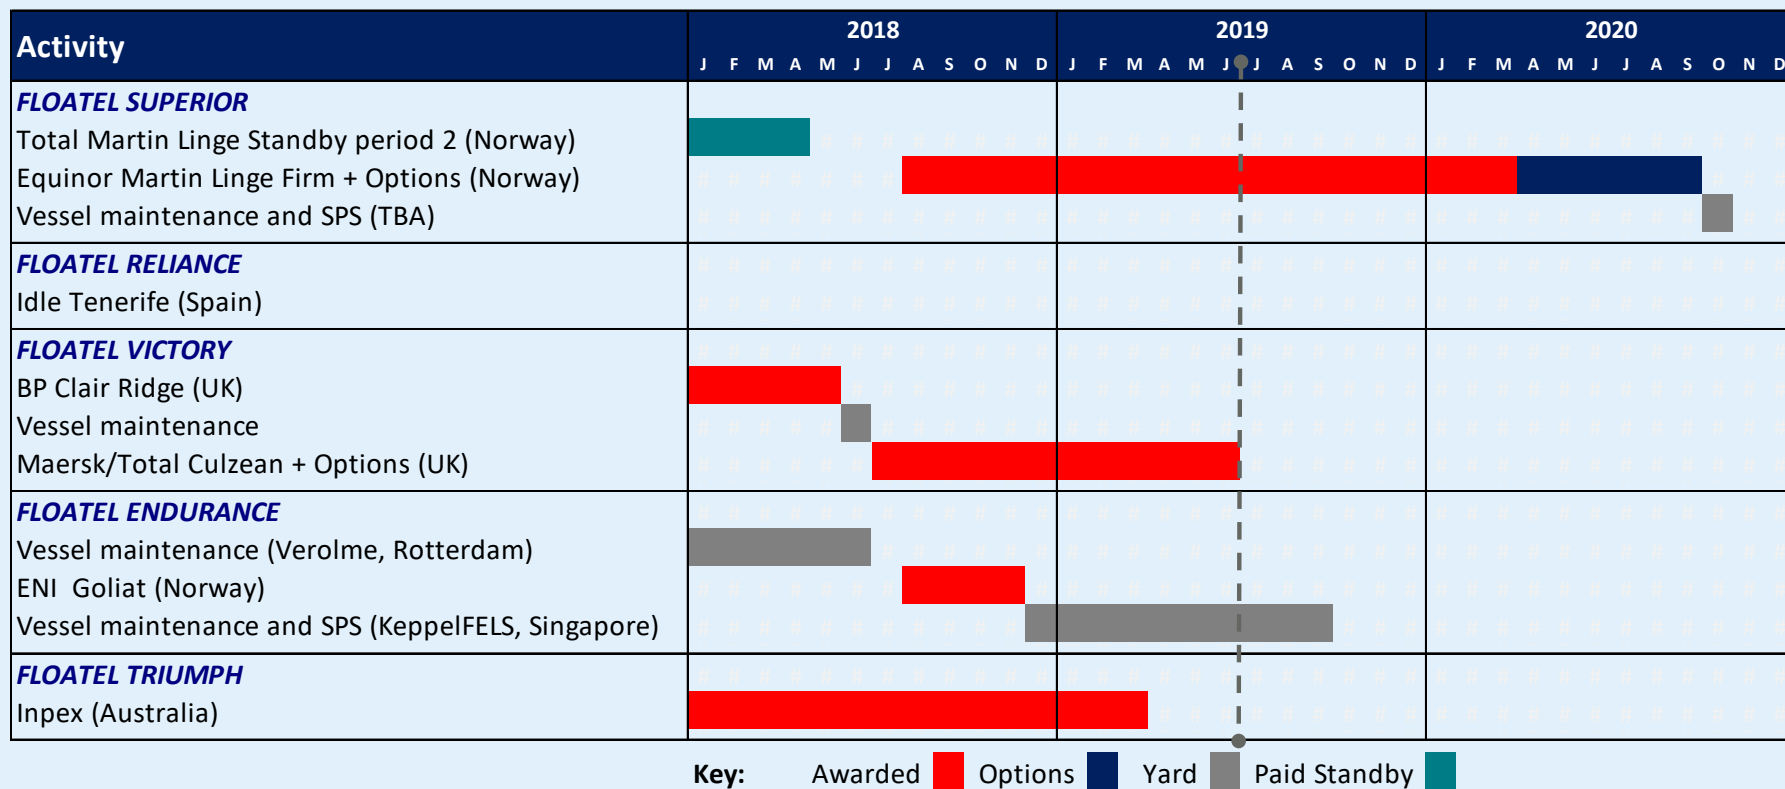 Activity
2018 2019 2020
J F M A M J J A S O N D J F M A M J J A S O N D J F M A M J J A S O N D
FLOATEL SUPERIOR
Total Martin Linge Standby period 2 (Norway)
Equinor Martin Linge Firm + Options (Norway)
Vessel maintenance and SPS (TBA)
FLOATEL RELIANCE
Idle Tenerife (Spain)
FLOATEL VICTORY
BP Clair Ridge (UK)
Vessel maintenance
Maersk/Total Culzean + Options (UK)
FLOATEL ENDURANCE
Vessel maintenance (Verolme, Rotterdam)
ENI  Goliat (Norway)
Vessel maintenance and SPS (KeppelFELS, Singapore)
FLOATEL TRIUMPH
Inpex (Australia)
Key: Awarded Options Yard Paid Standby